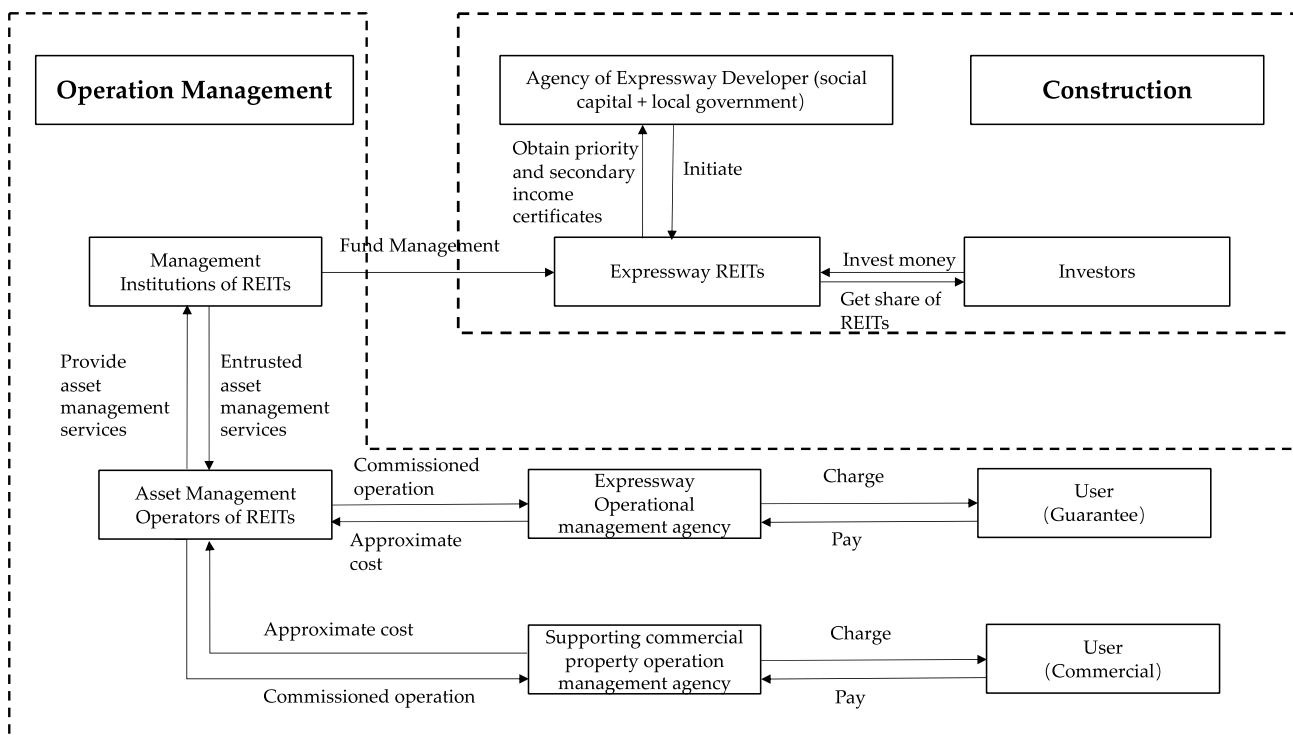 Operation Management
Agency of Expressway Developer (social
capital + local government)
Construction
Obtain priority
and secondary
income
certificates
Initiate
Fund Management
Management
Institutions of REITs
Expressway REITs
Invest money
Get share of
REITs
Investors
Provide
asset
management
services
Entrusted
asset
management
services
Asset Management
Operators of REITs
Commissioned
operation
Approximate
cost
Expressway
Operational
management agency
Charge
Pay
User
(Guarantee)
Approximate cost
Commissioned operation
Supporting commercial
property operation
management agency
Charge
Pay
User
(Commercial)